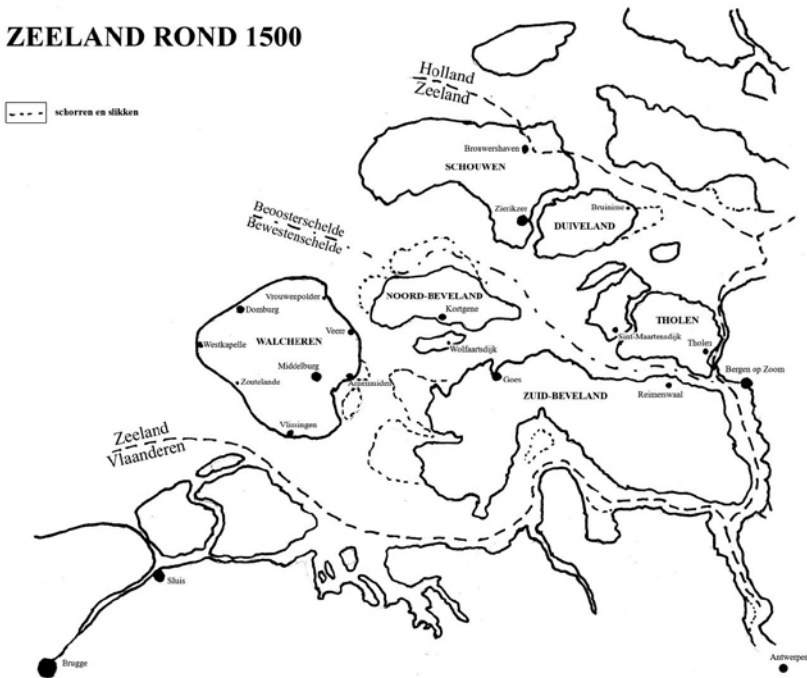 ZEELAND ROND 1500
schorren en slikken
Holland
Zeeland
Brouwershaven
SCHOUWEN
Zierikzee
Bruinisse
DUIVELAND
Beoosterschelde
Bewestenschelde
NOORD-BEVELAND
Kortgene
Vrouwenpolder
Domburg
WALCHEREN
Veere
Westkapelle
Middelburg
Arnemuiden
Zoutelande
Vlissingen
Wolfaartsdijk
Goes
ZUID-BEVELAND
Reimerswaal
THOLEN
Sint-Maartensdijk
Tholen
Bergen op Zoom
Zeeland
Vlaanderen
Sluis
Brugge
Antwerpen